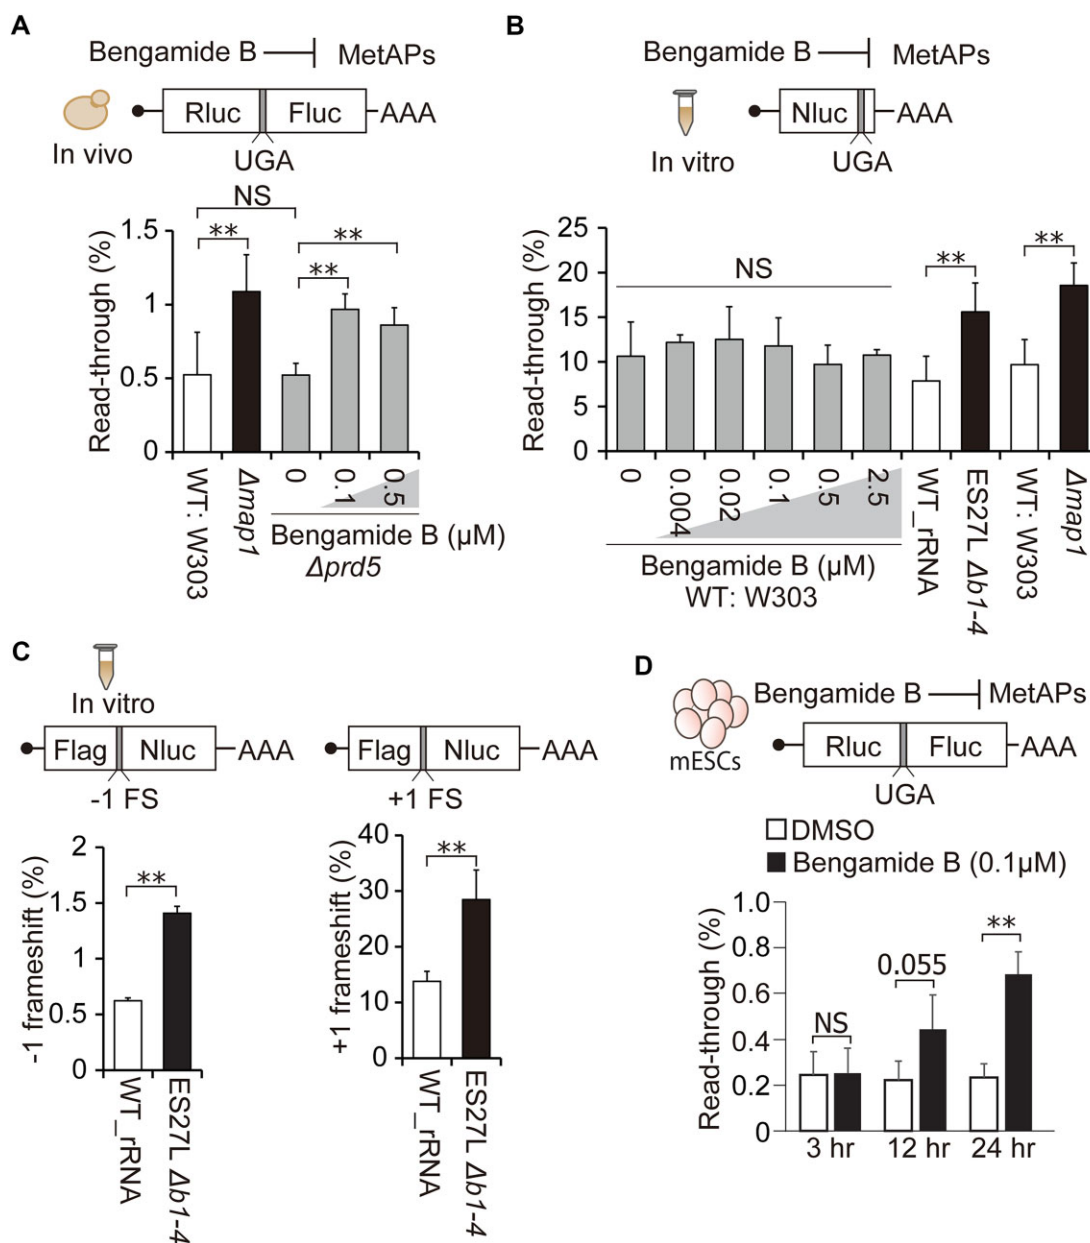 A
Bengamide B MetAPs
Rluc Fluc AAA
In vivo
UGA
NS
** ** **
Read-through (%)
1.5
1
0.5
0
WT: W303
Δmap1
0
0.1
0.5
Bengamide B (μM)
Δprd5
B
Bengamide B MetAPs
Nluc AAA
In vitro
UGA
NS
** **
Read-through (%)
25
20
15
10
5
0
0
0.004
0.02
0.1
0.5
2.5
WT_rRNA
ES27L Δb1-4
WT: W303
Δmap1
Bengamide B (μM)
WT: W303
C
In vitro
Flag Nluc AAA
-1 FS
**
-1 frameshift (%)
2
1.5
1
0.5
0
WT_rRNA
ES27L Δb1-4
Flag Nluc AAA
+1 FS
**
+1 frameshift (%)
40
30
20
10
0
WT_rRNA
ES27L Δb1-4
D
Bengamide B MetAPs
mESCs
Rluc Fluc AAA
UGA
DMSO
Bengamide B (0.1μM)
Read-through (%)
1.0
0.8
0.6
0.4
0.2
0
NS
0.055
**
3 hr 12 hr 24 hr